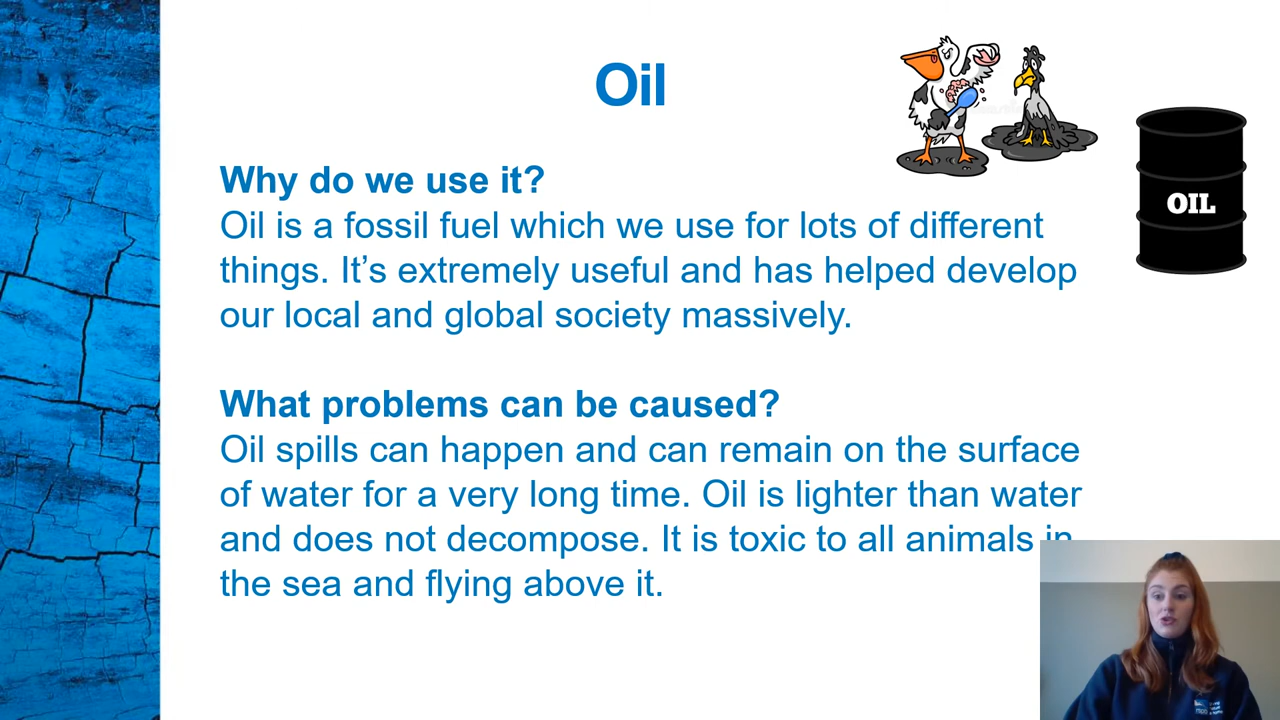 Oil
OIL
Why do we use it?
Oil is a fossil fuel which we use for lots of different
things. It’s extremely useful and has helped develop
our local and global society massively.
What problems can be caused?
Oil spills can happen and can remain on the surface
of water for a very long time. Oil is lighter than water
and does not decompose. It is toxic to all animals in
the sea and flying above it.